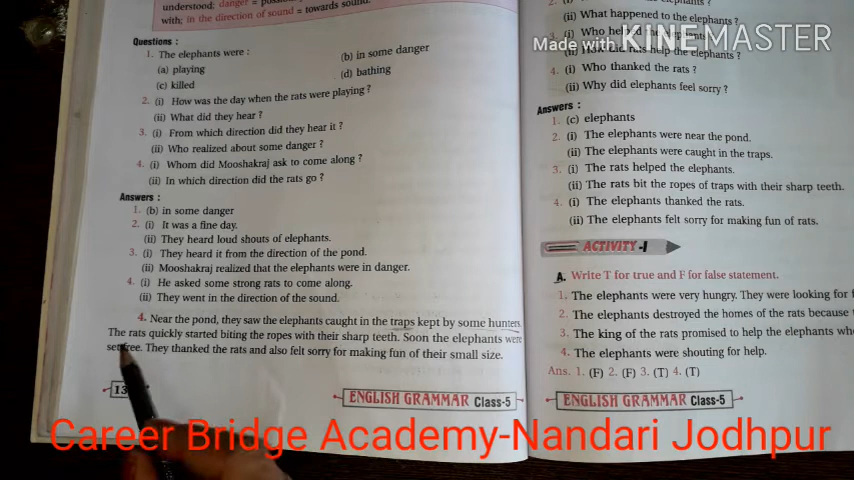 understood; danger =
with; in the direction of sound = towards sound.
Questions :
1. The elephants were :
(a) playing
(b) in some danger
(c) killed
(d) bathing
2. (i) How was the day when the rats were playing ?
(ii) What did they hear ?
3. (i) From which direction did they hear it ?
(ii) Who realized about some danger ?
4. (i) Whom did Mooshakraj ask to come along ?
(ii) In which direction did the rats go ?
Answers :
1. (b) in some danger
2. (i) It was a fine day.
(ii) They heard loud shouts of elephants.
3. (i) They heard it from the direction of the pond.
(ii) Mooshakraj realized that the elephants were in danger.
4. (i) He asked some strong rats to come along.
(ii) They went in the direction of the sound.
4. Near the pond, they saw the elephants caught in the traps kept by some hunters.
The rats quickly started biting the ropes with their sharp teeth. Soon the elephants were
set free. They thanked the rats and also felt sorry for making fun of their small size.
13
ENGLISH GRAMMAR Class-5
(ii) What happened to the elephants ?
3. (i) Who helped the elephants ?
(ii) How did rats help the elephants ?
4. (i) Who thanked the rats ?
(ii) Why did elephants feel sorry ?
Answers :
1. (c) elephants
2. (i) The elephants were near the pond.
(ii) The elephants were caught in the traps.
3. (i) The rats helped the elephants.
(ii) The rats bit the ropes of traps with their sharp teeth.
4. (i) The elephants thanked the rats.
(ii) The elephants felt sorry for making fun of rats.
ACTIVITY-I
A. Write T for true and F for false statement.
1. The elephants were very hungry. They were looking f
2. The elephants destroyed the homes of the rats because
3. The king of the rats promised to help the elephants
4. The elephants were shouting for help.
Ans. 1. (F) 2. (F) 3. (T) 4. (T)
ENGLISH GRAMMAR Class-5
Made with KINEMASTER
Career Bridge Academy-Nandari Jodhpur